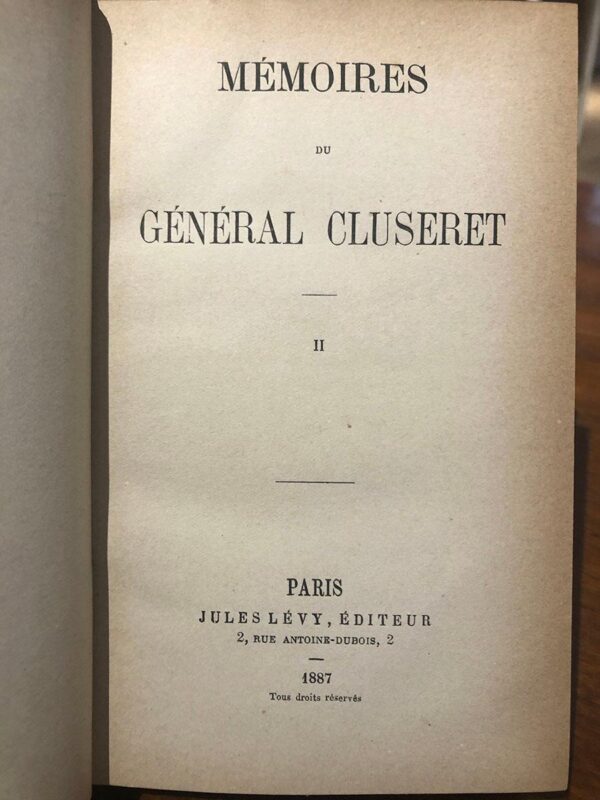 MÉMOIRES
DU
GÉNÉRAL CLUSERET
II
PARIS
JULES LÉVY, ÉDITEUR
2, RUE ANTOINE-DUBOIS, 2
1887
Tous droits réservés